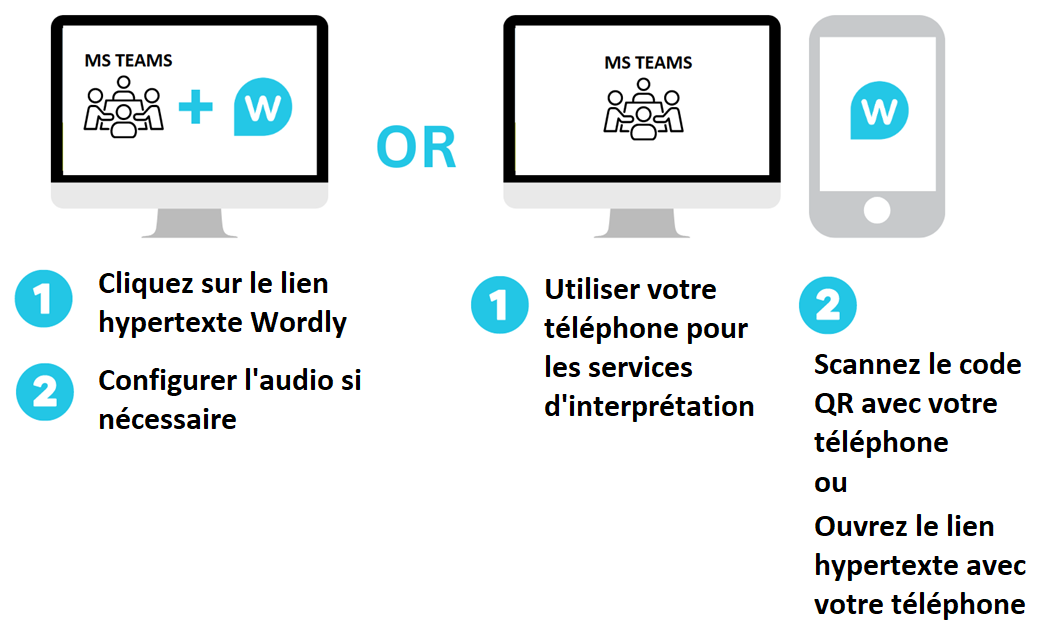 MS TEAMS
W
OR
MS TEAMS
W
1
Cliquez sur le lien
hypertexte Wordly
2
Configurer l'audio si
nécessaire
1
Utiliser votre
téléphone pour
les services
d'interprétation
2
Scannez le code
QR avec votre
téléphone
ou
Ouvrez le lien
hypertexte avec
votre téléphone